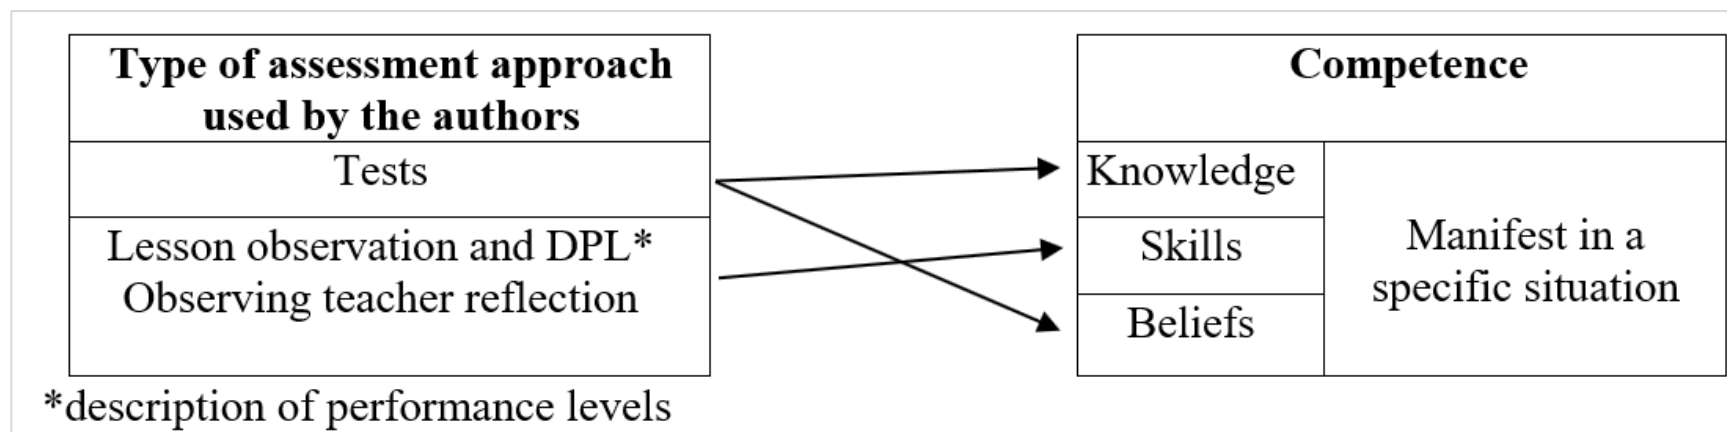 Type of assessment approach
used by the authors
Tests
Lesson observation and DPL*
Observing teacher reflection
*description of performance levels
Competence
Knowledge
Skills
Beliefs
Manifest in a
specific situation